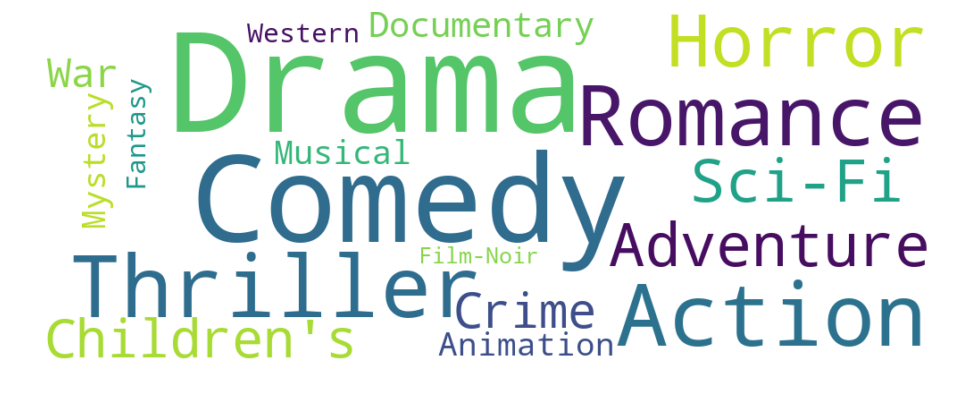 Western
Documentary
Horror
War
Drama
Romance
Mystery
Fantasy
Musical
Sci-Fi
Comedy
Adventure
Film-Noir
Thriller
Crime
Action
Children's
Animation